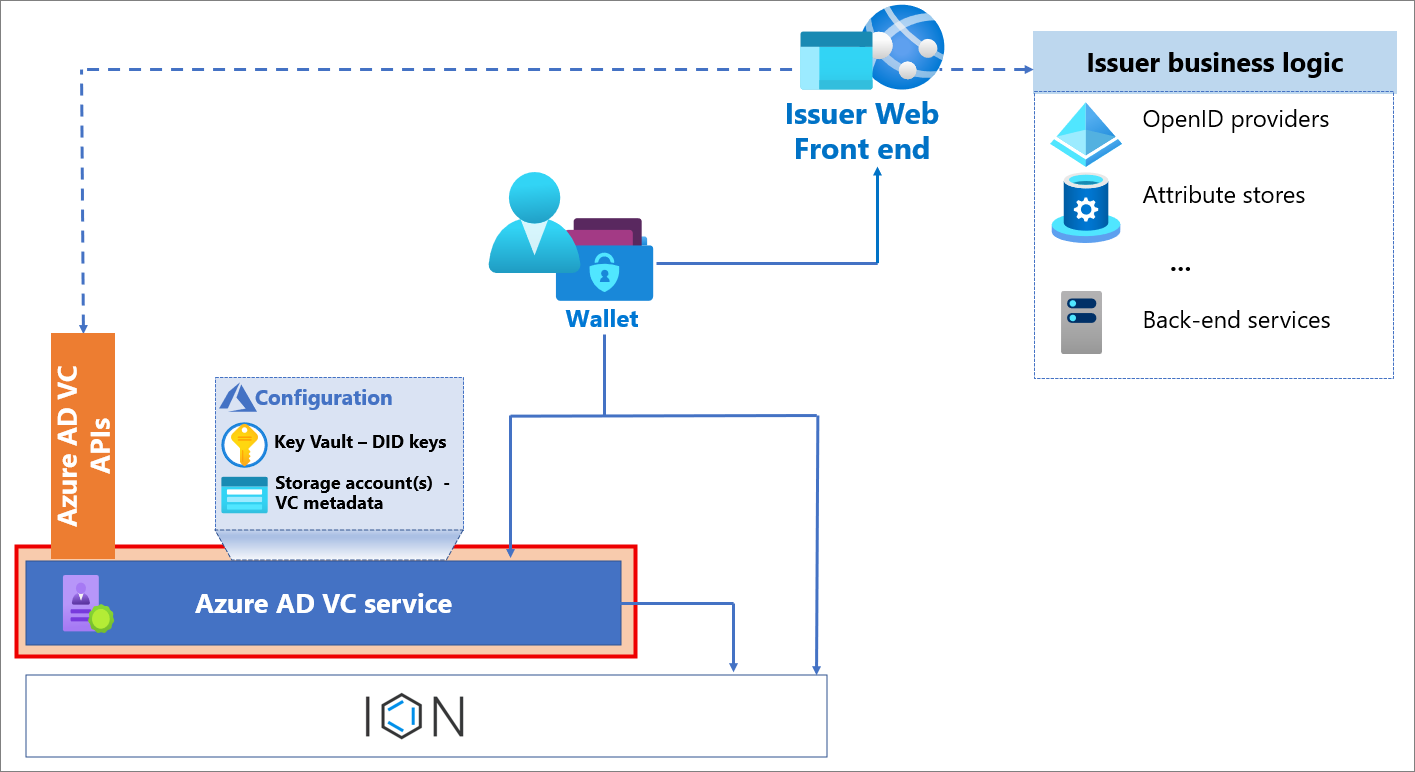 Issuer Web
Front end
Issuer business logic
OpenID providers
Attribute stores
...
Back-end services
Wallet
Azure AD VC
APIs
Configuration
Key Vault – DID keys
Storage account(s)  -
VC metadata
Azure AD VC service
ION